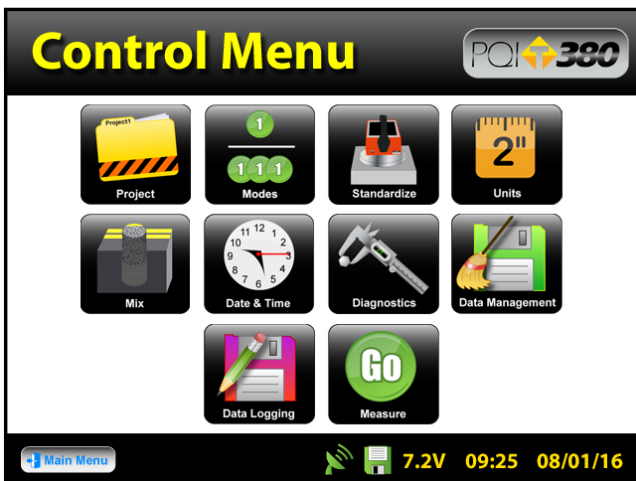 Control Menu
PQI 380
Project1
Project
1
1 1 1
Modes
Standardize
2"
Units
Mix
11 12 1
10 2
9 3
8 4
7 6 5
Date & Time
Diagnostics
Data Management
Data Logging
Go
Measure
Main Menu
7.2V 09:25 08/01/16